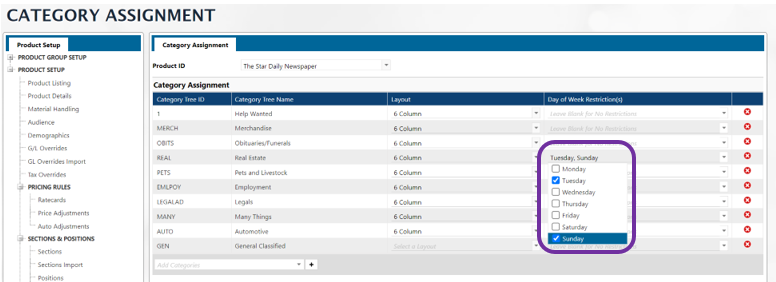 CATEGORY ASSIGNMENT
Product Setup
PRODUCT GROUP SETUP
PRODUCT SETUP
Product Listing
Product Details
Material Handling
Audience
Demographics
G/L Overrides
GL Overrides Import
Tax Overrides
PRICING RULES
Ratecards
Price Adjustments
Auto Adjustments
SECTIONS & POSITIONS
Sections
Sections Import
Positions
Category Assignment
Product ID The Star Daily Newspaper
Category Assignment
Category Tree ID Category Tree Name Layout Day of Week Restriction(s)
1 Help Wanted 6 Column Leave Blank for No Restrictions
MERCH Merchandise 6 Column Leave Blank for No Restrictions
OBITS Obituaries/Funerals 6 Column Leave Blank for No Restrictions
REAL Real Estate 6 Column Tuesday, Sunday
PETS Pets and Livestock 6 Column
EMLPOY Employment 6 Column
LEGALAD Legals 6 Column
MANY Many Things 6 Column
AUTO Automotive 6 Column
GEN General Classified Select a Layout
Monday
Tuesday
Wednesday
Thursday
Friday
Saturday
Sunday
Add Categories